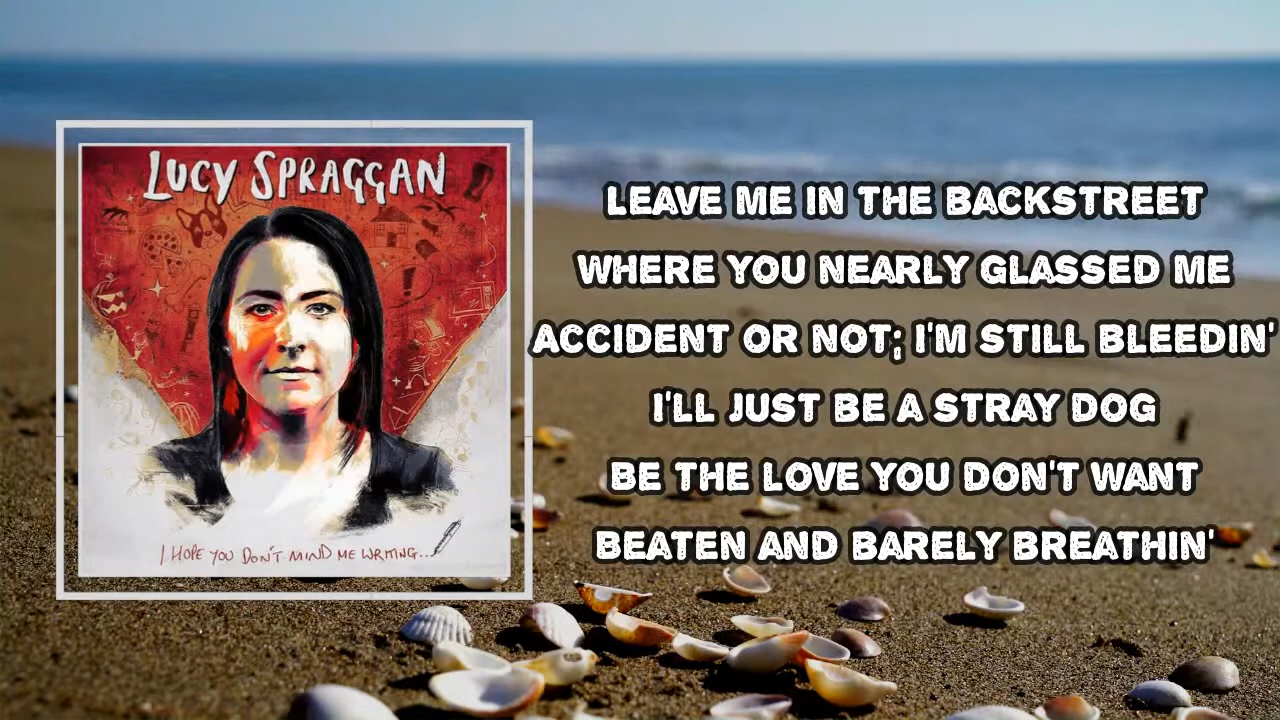 LUCY SPRAGGAN
I HOPE YOU DON'T MIND ME WRITING...
LEAVE ME IN THE BACKSTREET
WHERE YOU NEARLY GLASSED ME
ACCIDENT OR NOT; I'M STILL BLEEDIN'
I'LL JUST BE A STRAY DOG
BE THE LOVE YOU DON'T WANT
BEATEN AND BARELY BREATHIN'